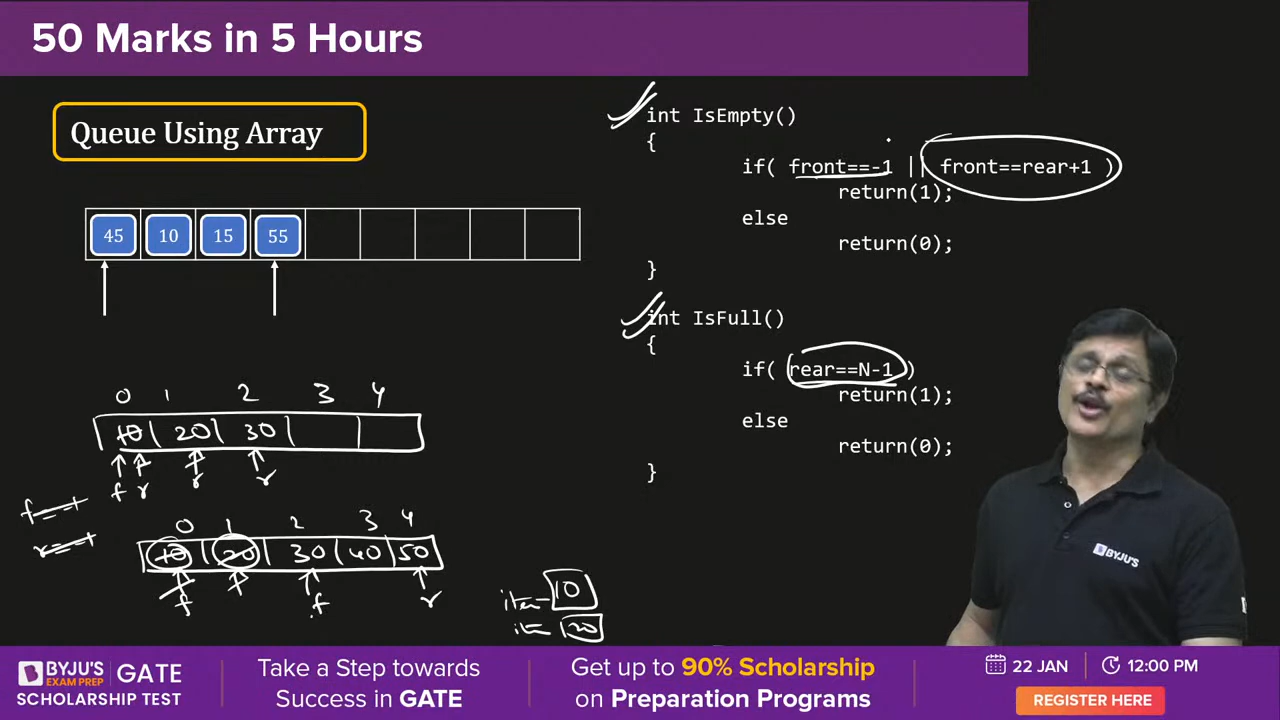 50 Marks in 5 Hours
Queue Using Array
45 10 15 55
0 1 2 3 4
10 20 30
f r r r
0 1 2 3 4
10 20 30 40 50
f f f r
item 10
20
int IsEmpty()
{
if( front==-1 || front==rear+1 )
return(1);
else
return(0);
}
int IsFull()
{
if( rear==N-1 )
return(1);
else
return(0);
}
BYJU'S
BYJU'S
EXAM PREP
GATE
SCHOLARSHIP TEST
Take a Step towards
Success in GATE
Get up to 90% Scholarship
on Preparation Programs
22 JAN
12:00 PM
REGISTER HERE